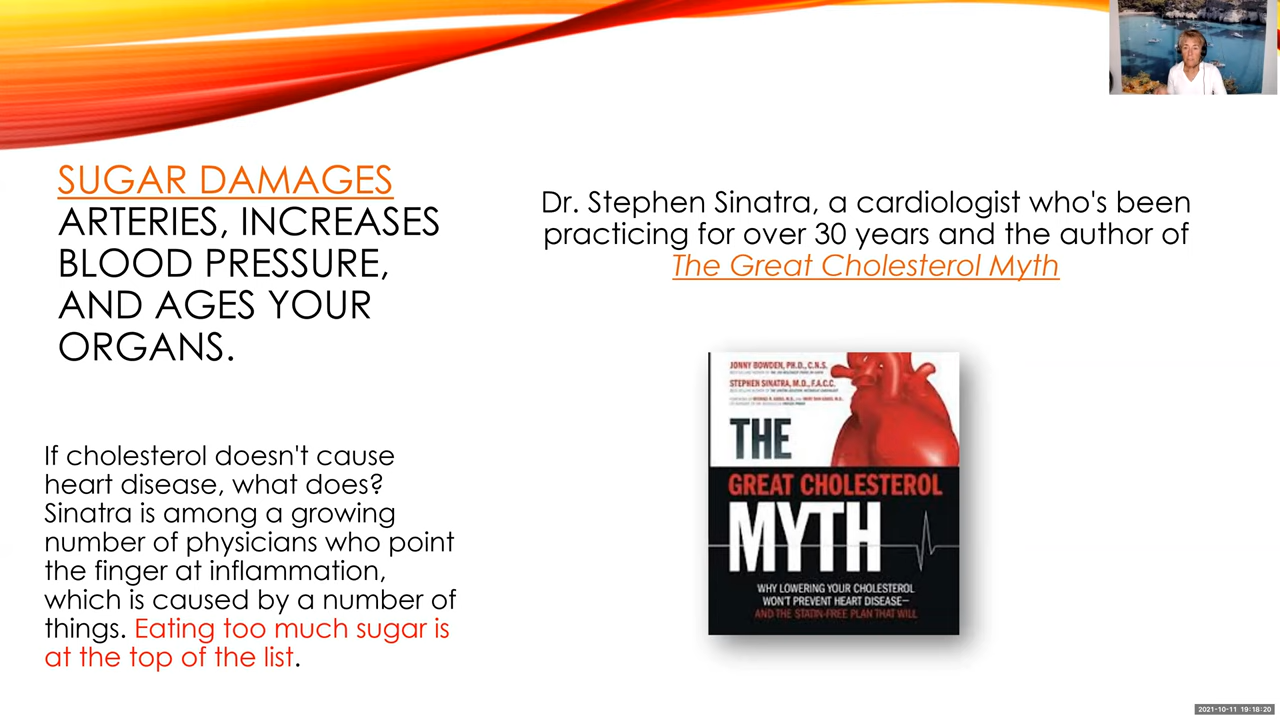 SUGAR DAMAGES
ARTERIES, INCREASES
BLOOD PRESSURE,
AND AGES YOUR
ORGANS.
If cholesterol doesn't cause
heart disease, what does?
Sinatra is among a growing
number of physicians who point
the finger at inflammation,
which is caused by a number of
things. Eating too much sugar is
at the top of the list.
Dr. Stephen Sinatra, a cardiologist who's been
practicing for over 30 years and the author of
The Great Cholesterol Myth
JONNY BOWDEN, PH.D., C.N.S.
STEPHEN SINATRA, M.D., F.A.C.C.
THE
GREAT CHOLESTEROL
MYTH
WHY LOWERING YOUR CHOLESTEROL
WON'T PREVENT HEART DISEASE—
AND THE STATIN-FREE PLAN THAT WILL
2021-10-11 19:18:20